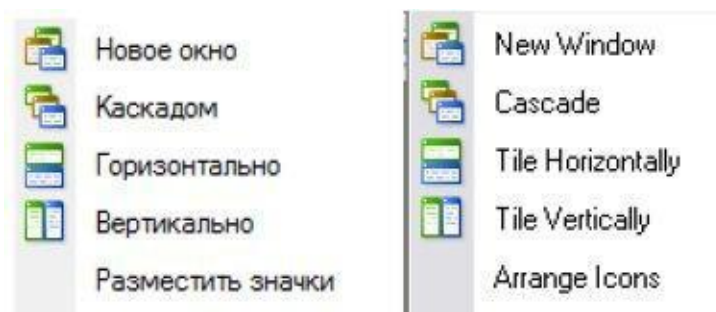 Новое окно
Каскадом
Горизонтально
Вертикально
Разместить значки
New Window
Cascade
Tile Horizontally
Tile Vertically
Arrange Icons